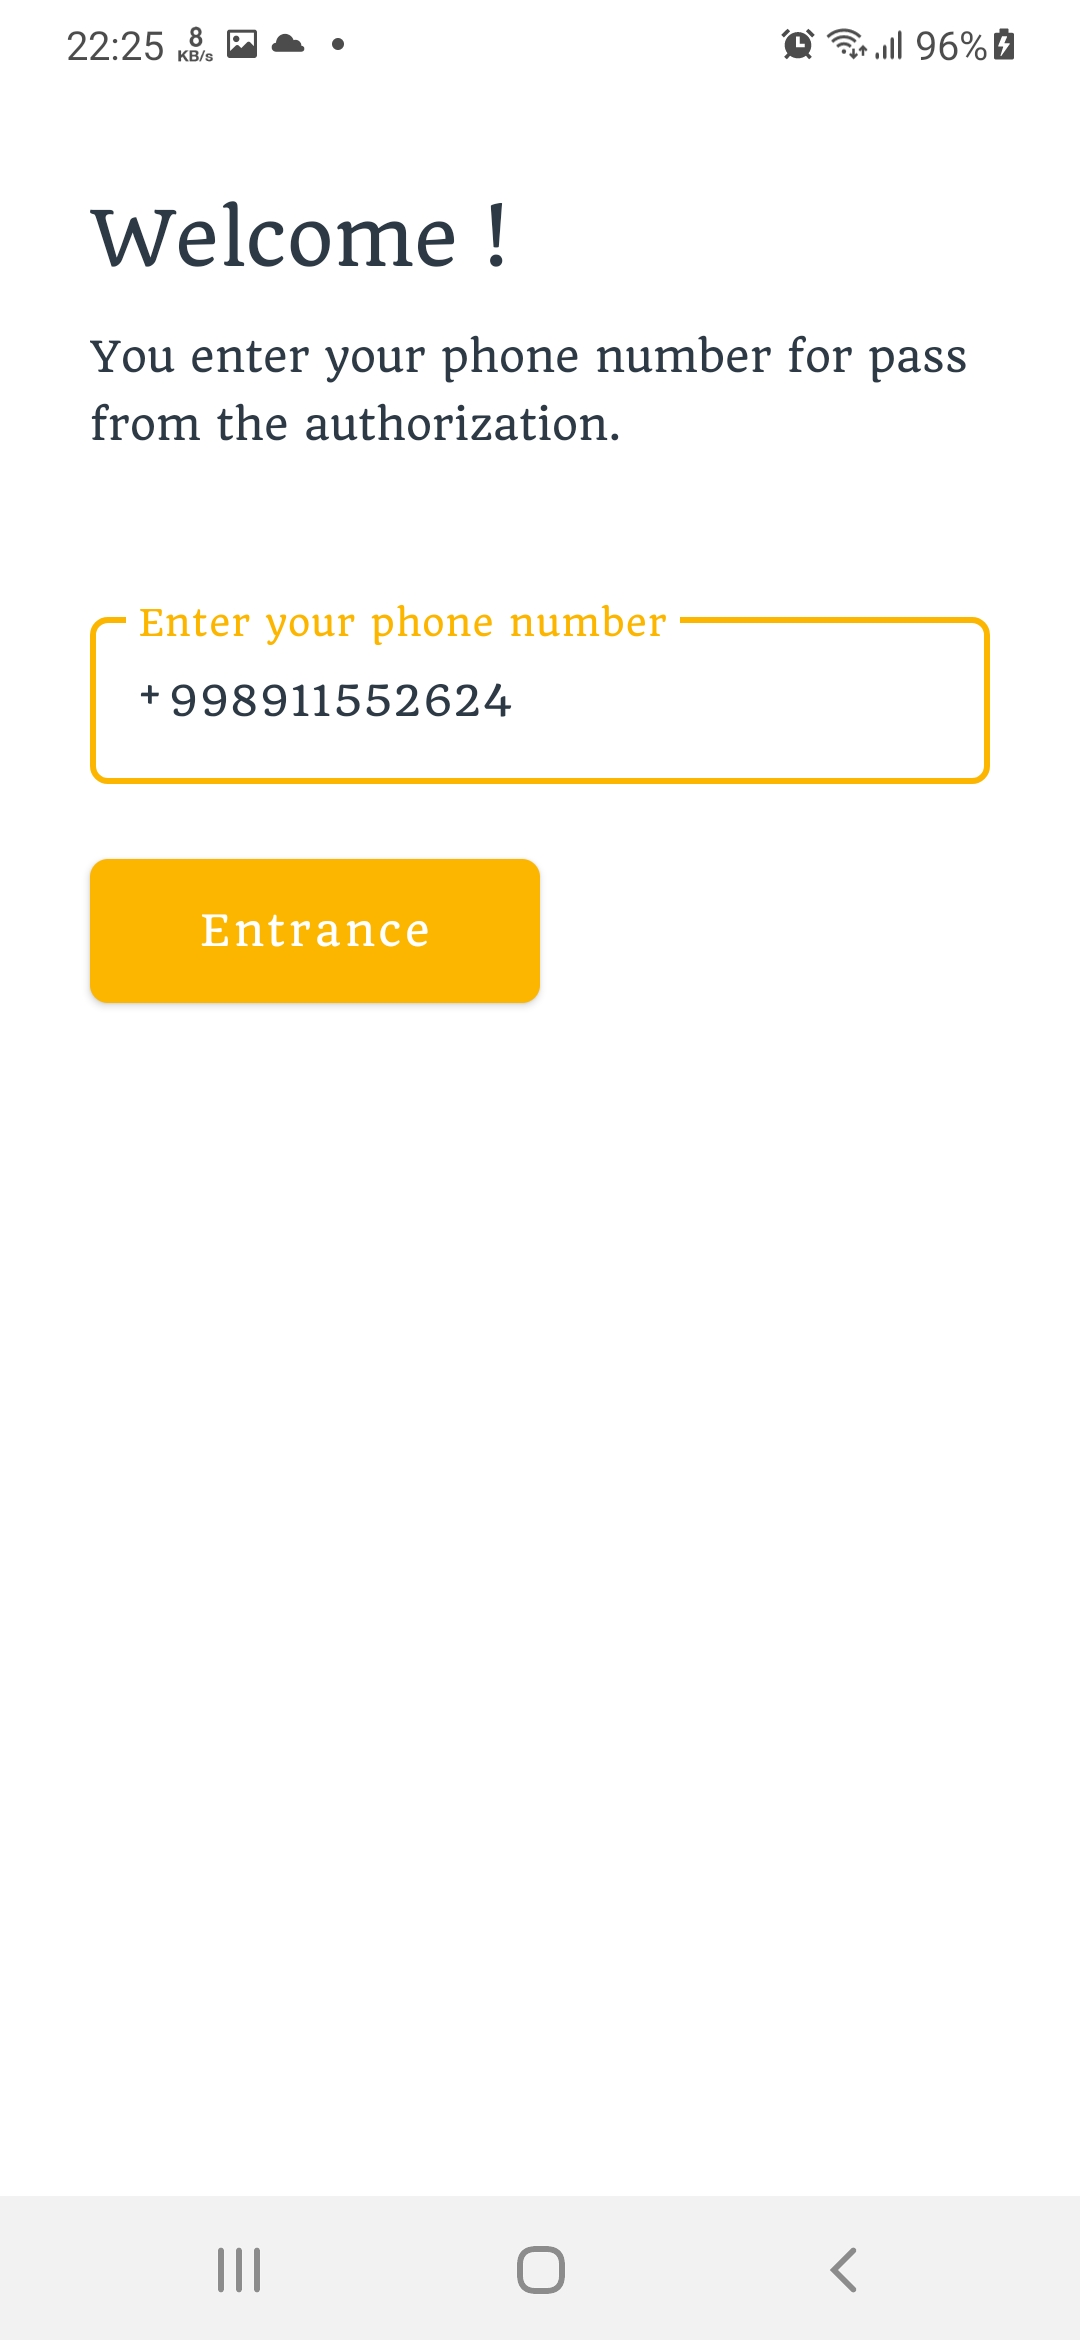 22:25 8 KB/s 96%
Welcome !
You enter your phone number for pass
from the authorization.
Enter your phone number
+998911552624
Entrance